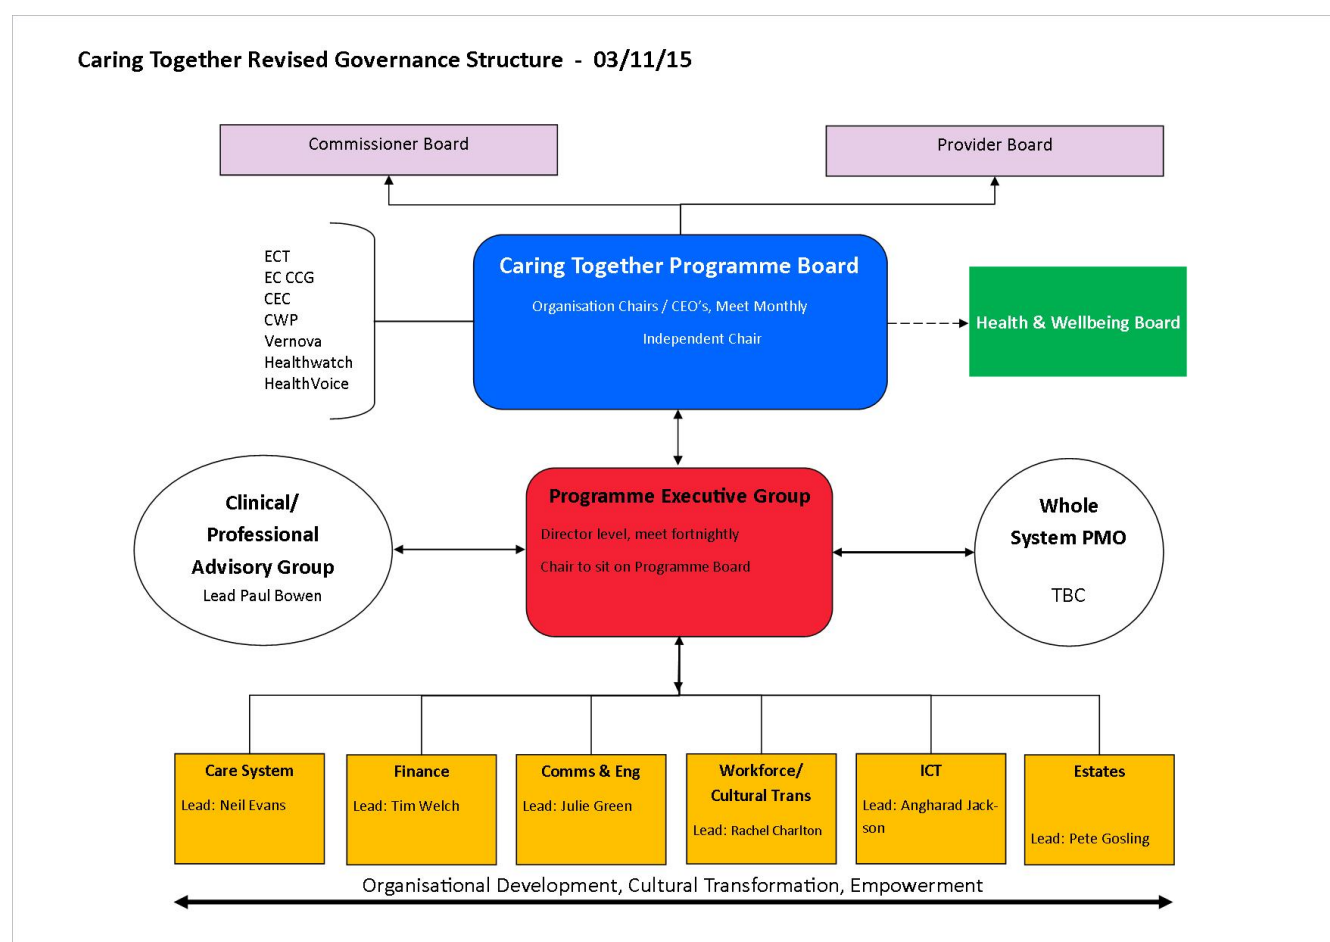 Caring Together Revised Governance Structure - 03/11/15
Commissioner Board
Provider Board
ECT
EC CCG
CEC
CWP
Vernova
Healthwatch
HealthVoice
Caring Together Programme Board
Organisation Chairs / CEO's, Meet Monthly
Independent Chair
Health & Wellbeing Board
Clinical/
Professional
Advisory Group
Lead Paul Bowen
Programme Executive Group
Director level, meet fortnightly
Chair to sit on Programme Board
Whole
System PMO
TBC
Care System
Lead: Neil Evans
Finance
Lead: Tim Welch
Comms & Eng
Lead: Julie Green
Workforce/
Cultural Trans
Lead: Rachel Charlton
ICT
Lead: Angharad Jack-
son
Estates
Lead: Pete Gosling
Organisational Development, Cultural Transformation, Empowerment